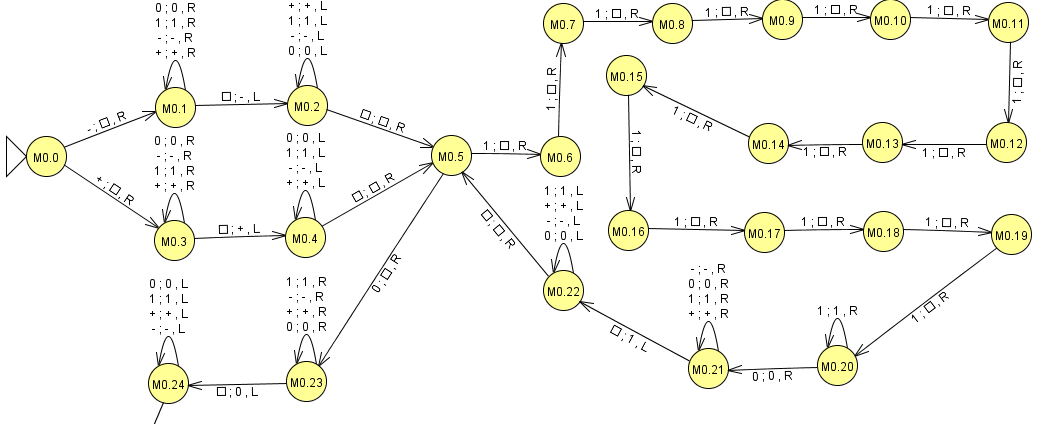 0 ; 0 , R
1 ; 1 , R
- ; - , R
+ ; + , R
+ ; + , L
1 ; 1 , L
- ; - , L
0 ; 0 , L
M0.7
1 ; □ , R
M0.8
1 ; □ , R
M0.9
1 ; □ , R
M0.10
1 ; □ , R
M0.11
M0.1
□ ; - , L
M0.2
M0.15
1 ; □ , R
1 ; □ , R
- ; □ , R
□ ; □ , R
1 ; □ , R
M0.0
0 ; 0 , R
- ; - , R
1 ; 1 , R
+ ; + , R
0 ; 0 , L
1 ; 1 , L
- ; - , L
+ ; + , L
M0.5
1 ; □ , R
M0.6
M0.14
1 ; □ , R
M0.13
1 ; □ , R
M0.12
+ ; □ , R
1 ; □ , R
□ ; □ , R
1 ; 1 , L
+ ; + , L
- ; - , L
0 ; 0 , L
M0.3
□ ; + , L
M0.4
□ ; □ , R
M0.16
1 ; □ , R
M0.17
1 ; □ , R
M0.18
1 ; □ , R
M0.19
0 ; □ , R
0 ; 0 , L
1 ; 1 , L
+ ; + , L
- ; - , L
1 ; 1 , R
- ; - , R
+ ; + , R
0 ; 0 , R
M0.22
- ; - , R
0 ; 0 , R
1 ; 1 , R
+ ; + , R
1 ; 1 , R
1 ; □ , R
□ ; 1 , L
M0.24
□ ; 0 , L
M0.23
M0.21
0 ; 0 , R
M0.20